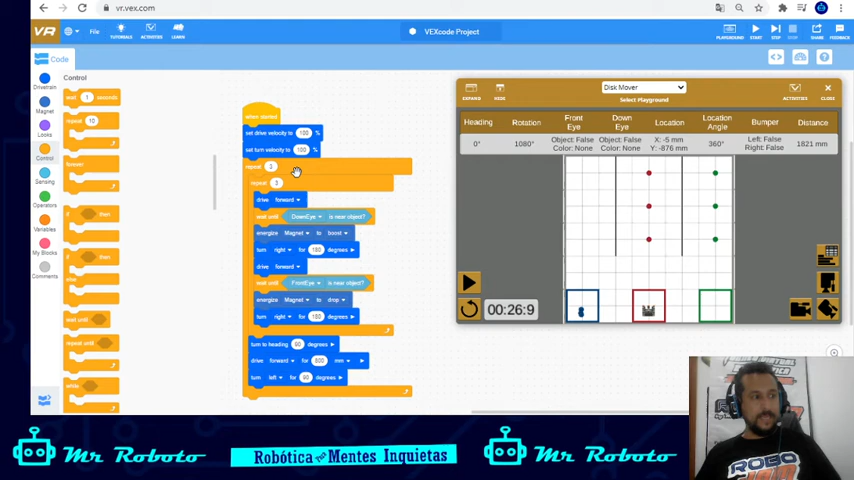 vr.vex.com
VR
File
TUTORIALS
ACTIVITIES
LEARN
VEXcode Project
PLAYGROUND
START
STEP
STOP
SHARE
FEEDBACK
Code
Drivetrain
Magnet
Looks
Control
Sensing
Operators
Variables
My Blocks
Comments
Control
wait 1 seconds
repeat 10
forever
if then
if then
else
wait until
repeat until
while
when started
set drive velocity to 100 %
set turn velocity to 100 %
repeat 3
repeat 3
drive forward
wait until DownEye is near object?
energize Magnet to boost
turn right for 180 degrees
drive forward
wait until FrontEye is near object?
energize Magnet to drop
turn right for 180 degrees
turn to heading 90 degrees
drive forward for 800 mm
turn left for 90 degrees
EXPAND
HIDE
Disk Mover
Select Playground
ACTIVITIES
CLOSE
Heading
Rotation
Front Eye
Down Eye
Location
Location Angle
Bumper
Distance
0°
1080°
Object: False
Color: None
Object: False
Color: None
X: -5 mm
Y: -876 mm
360°
Left: False
Right: False
1821 mm
00:26:9
ROBO
Mr Roboto
Robótica Para Mentes Inquietas
Mr Roboto